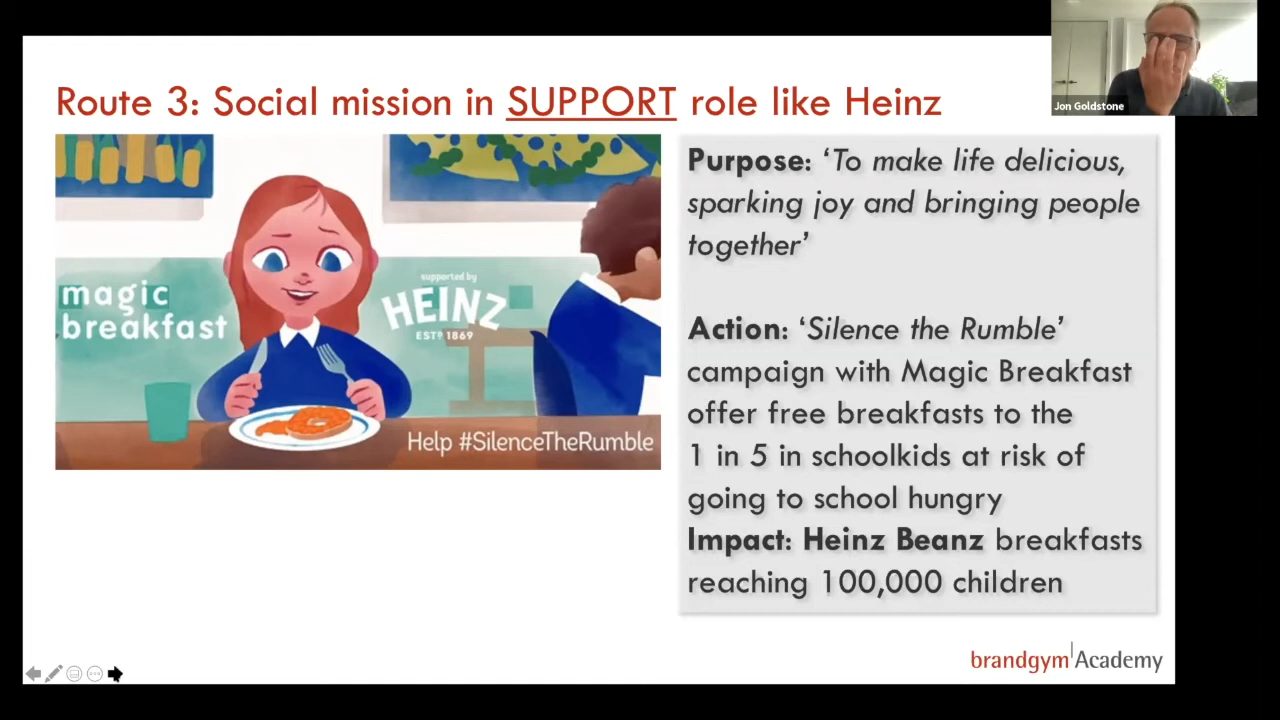 Jon Goldstone
Route 3: Social mission in SUPPORT role like Heinz
magic
breakfast
supported by
HEINZ
ESTD 1869
Help #SilenceTheRumble
Purpose: ‘To make life delicious,
sparking joy and bringing people
together’
Action: ‘Silence the Rumble’
campaign with Magic Breakfast
offer free breakfasts to the
1 in 5 in schoolkids at risk of
going to school hungry
Impact: Heinz Beanz breakfasts
reaching 100,000 children
brandgym Academy